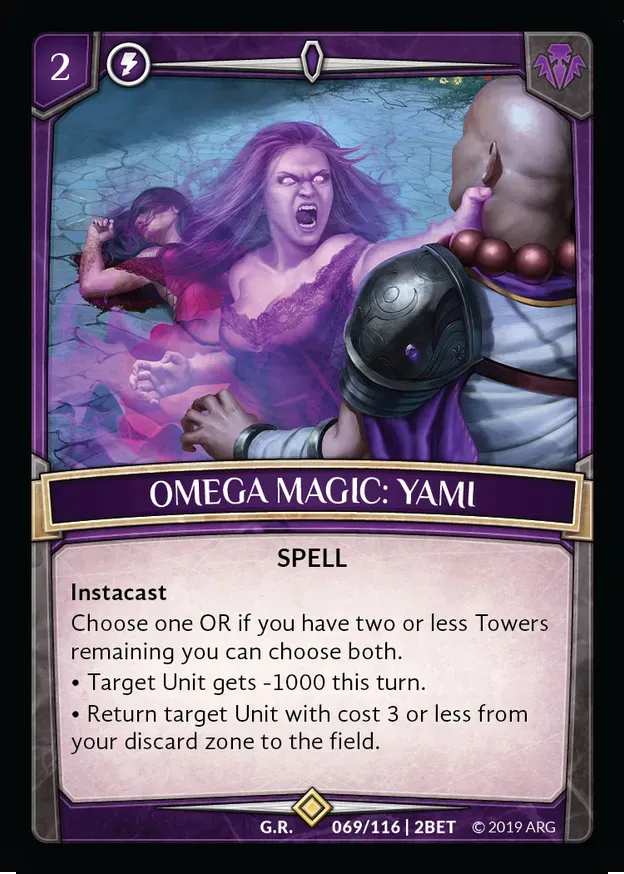 2
OMEGA MAGIC: YAMI
SPELL
Instacast
Choose one OR if you have two or less Towers
remaining you can choose both.
• Target Unit gets -1000 this turn.
• Return target Unit with cost 3 or less from
your discard zone to the field.
G.R. 069/116 | 2BET © 2019 ARG